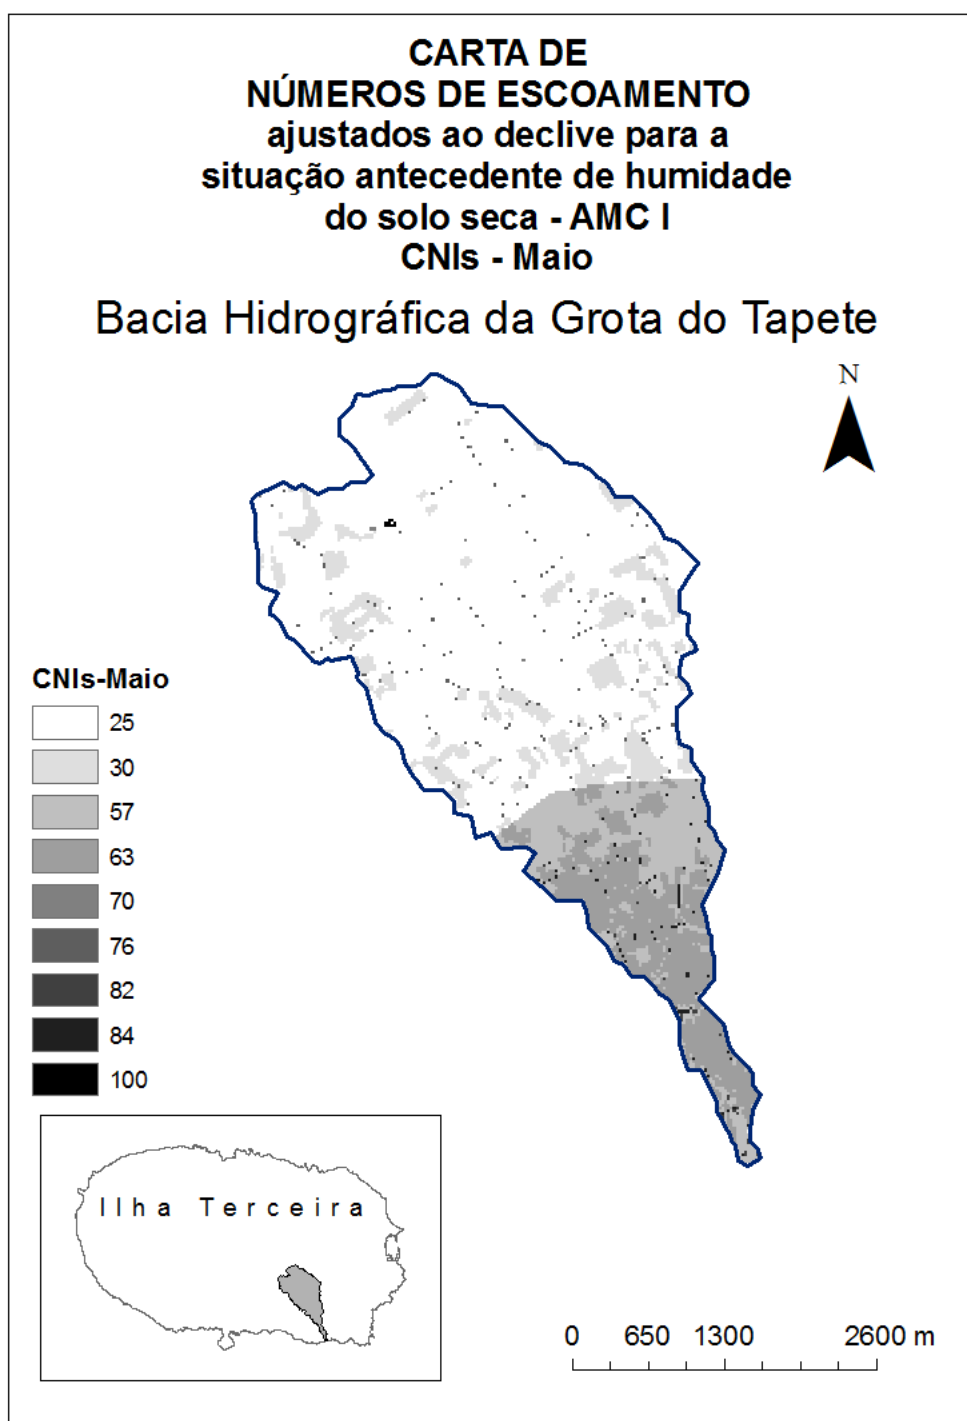 CARTA DE
NÚMEROS DE ESCOAMENTO
ajustados ao declive para a
situação antecedente de humidade
do solo seca - AMC I
CNIs - Maio
Bacia Hidrográfica da Grota do Tapete
N
CNIs-Maio
25
30
57
63
70
76
82
84
100
Ilha Terceira
0 650 1300 2600 m